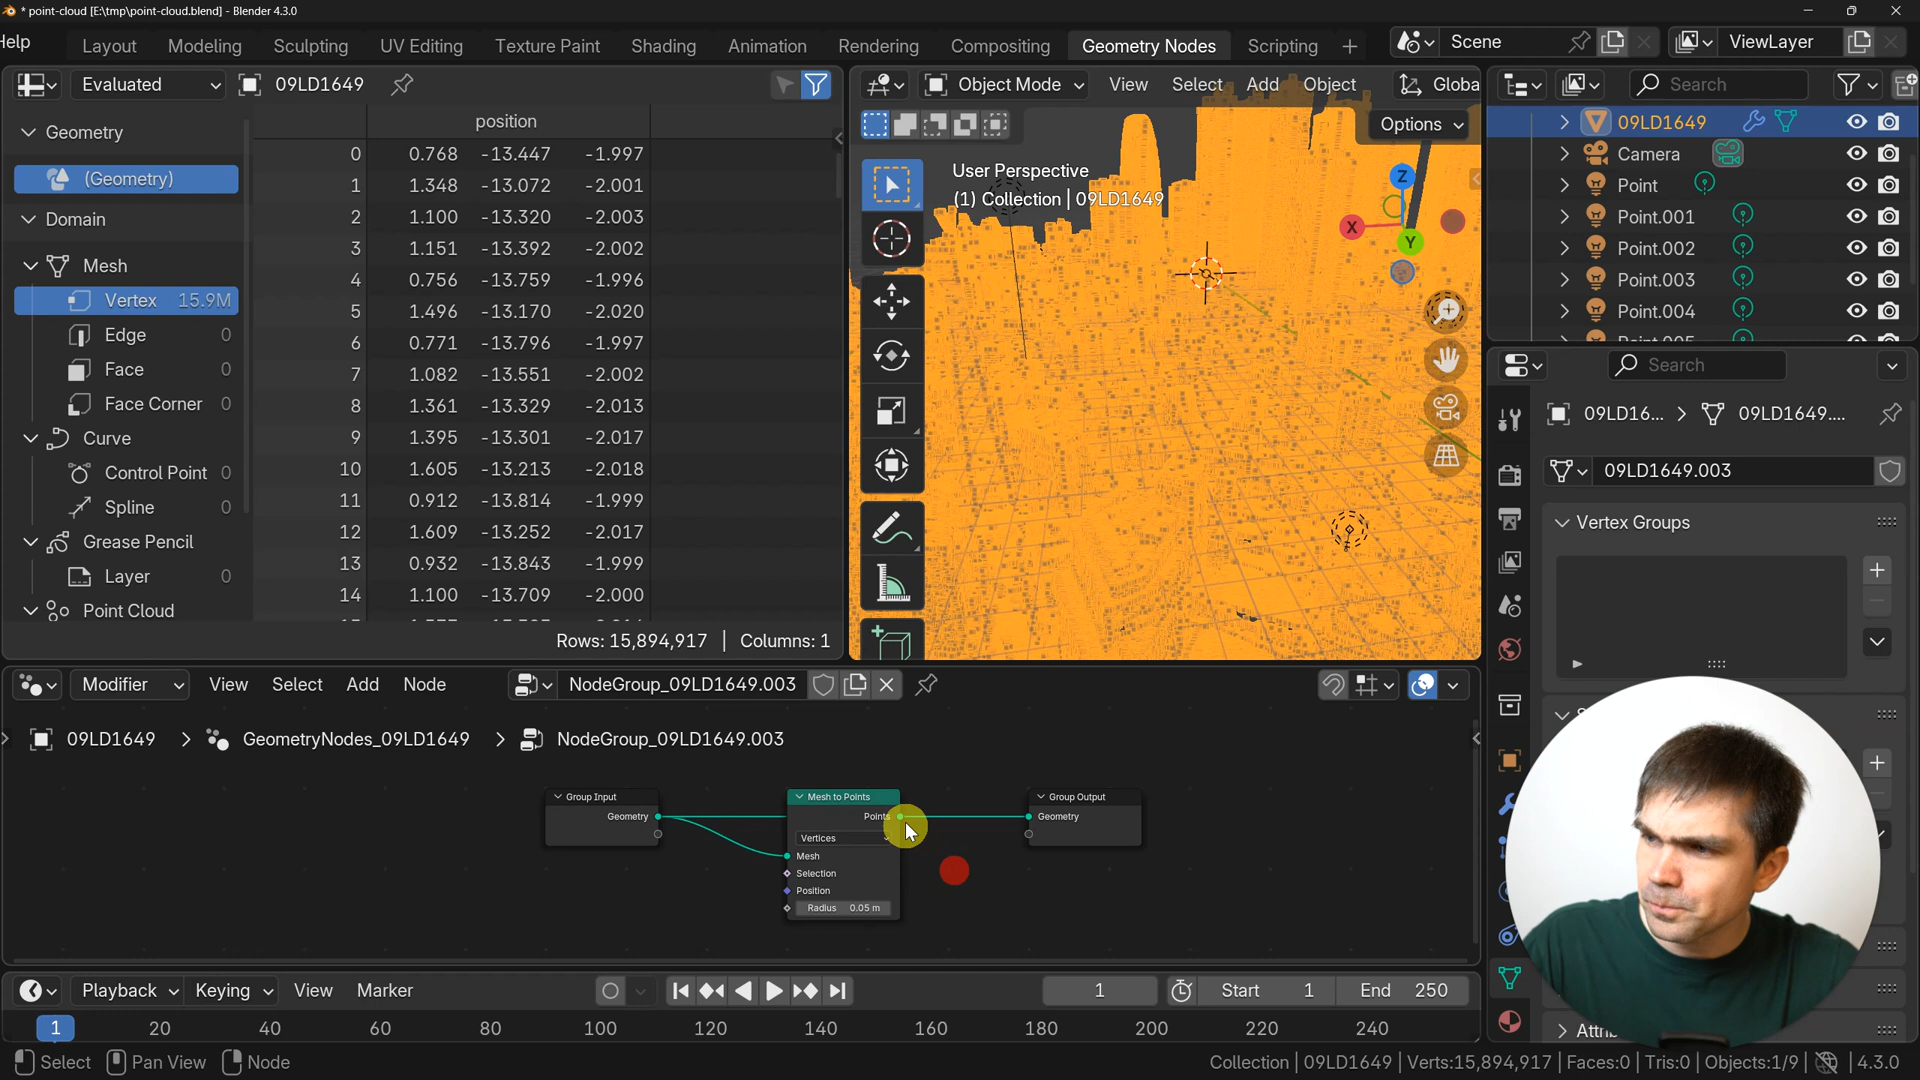 * point-cloud [E:\tmp\point-cloud.blend] - Blender 4.3.0
Help Layout Modeling Sculpting UV Editing Texture Paint Shading Animation Rendering Compositing Geometry Nodes Scripting Scene ViewLayer
Evaluated 09LD1649
Object Mode View Select Add Object Globa
Search
Geometry
(Geometry)
Domain
Mesh
Vertex 15.9M
Edge 0
Face 0
Face Corner 0
Curve
Control Point 0
Spline 0
Grease Pencil
Layer 0
Point Cloud
position
0 0.768 -13.447 -1.997
1 1.348 -13.072 -2.001
2 1.100 -13.320 -2.003
3 1.151 -13.392 -2.002
4 0.756 -13.759 -1.996
5 1.496 -13.170 -2.020
6 0.771 -13.796 -1.997
7 1.082 -13.551 -2.002
8 1.361 -13.329 -2.013
9 1.395 -13.301 -2.017
10 1.605 -13.213 -2.018
11 0.912 -13.814 -1.999
12 1.609 -13.252 -2.017
13 0.932 -13.843 -1.999
14 1.100 -13.709 -2.000
Rows: 15,894,917 | Columns: 1
Options
User Perspective
(1) Collection | 09LD1649
Z
X
Y
09LD1649
Camera
Point
Point.001
Point.002
Point.003
Point.004
Search
09LD16... 09LD1649....
09LD1649.003
Vertex Groups
Modifier View Select Add Node NodeGroup_09LD1649.003
09LD1649 GeometryNodes_09LD1649 NodeGroup_09LD1649.003
Group Input
Geometry
Mesh to Points
Points
Vertices
Mesh
Selection
Position
Radius 0.05 m
Group Output
Geometry
Playback Keying View Marker 1 Start 1 End 250
1 20 40 60 80 100 120 140 160 180 200 220 240
Select Pan View Node
Collection | 09LD1649 | Verts:15,894,917 | Faces:0 | Tris:0 | Objects:1/9 | 4.3.0